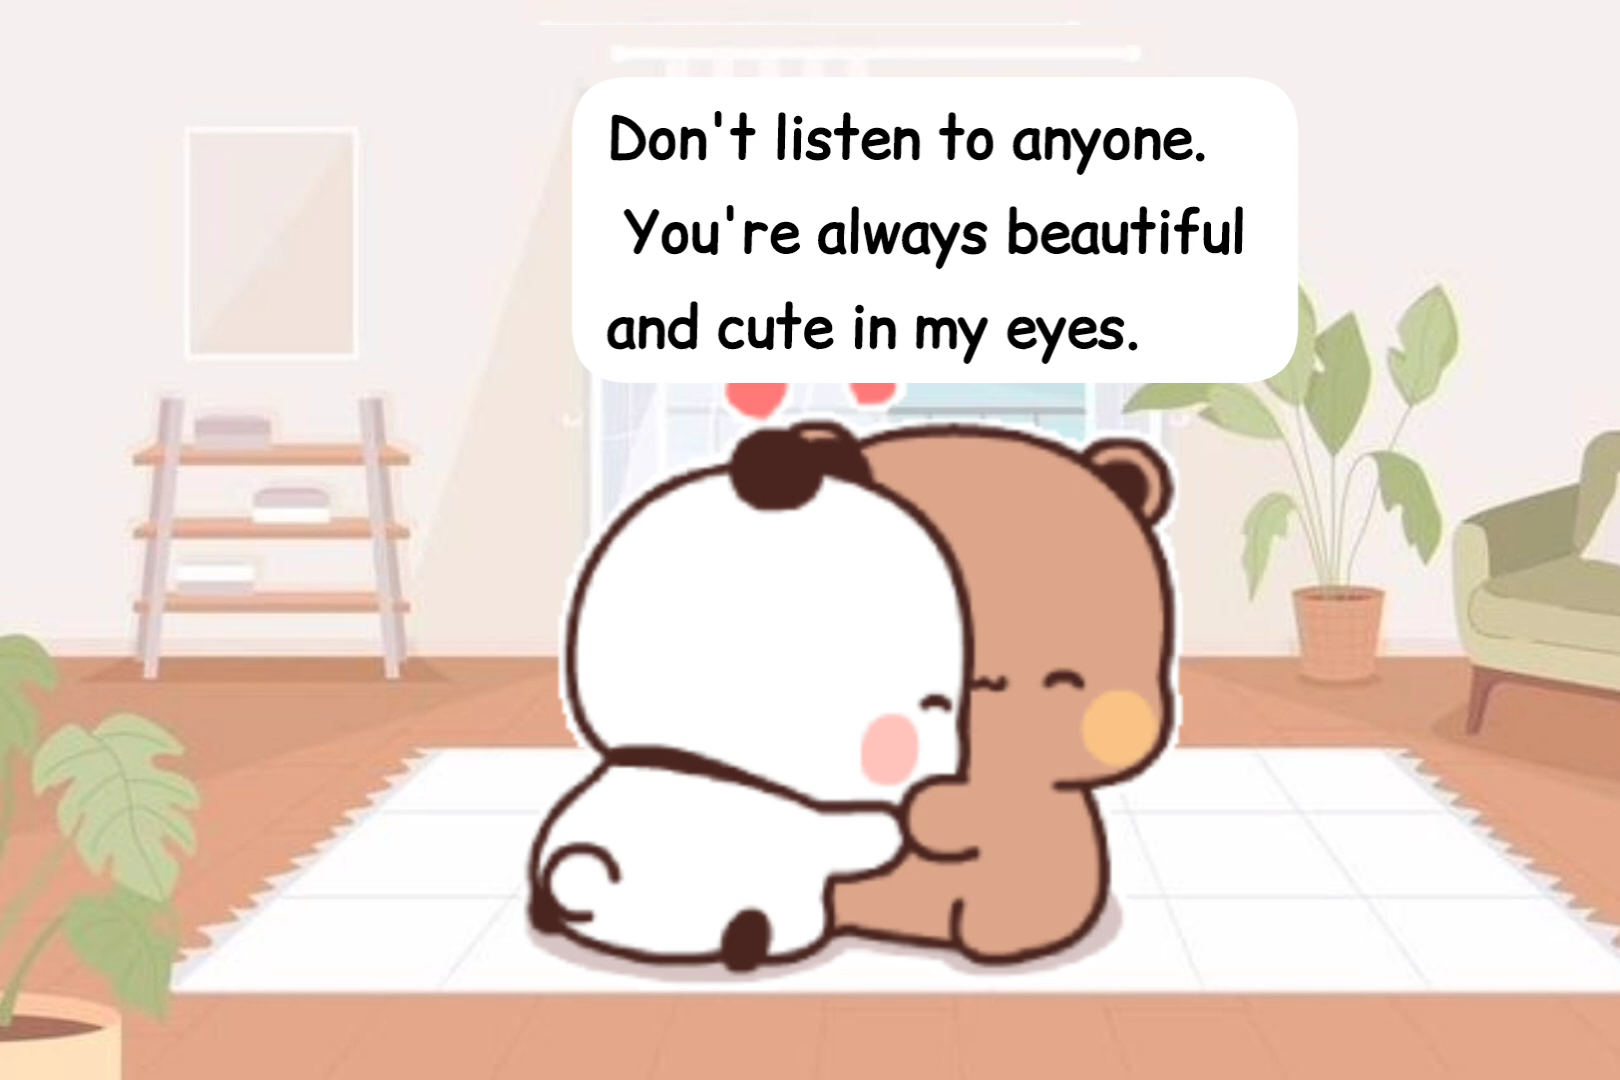 Don't listen to anyone.
You're always beautiful
and cute in my eyes.